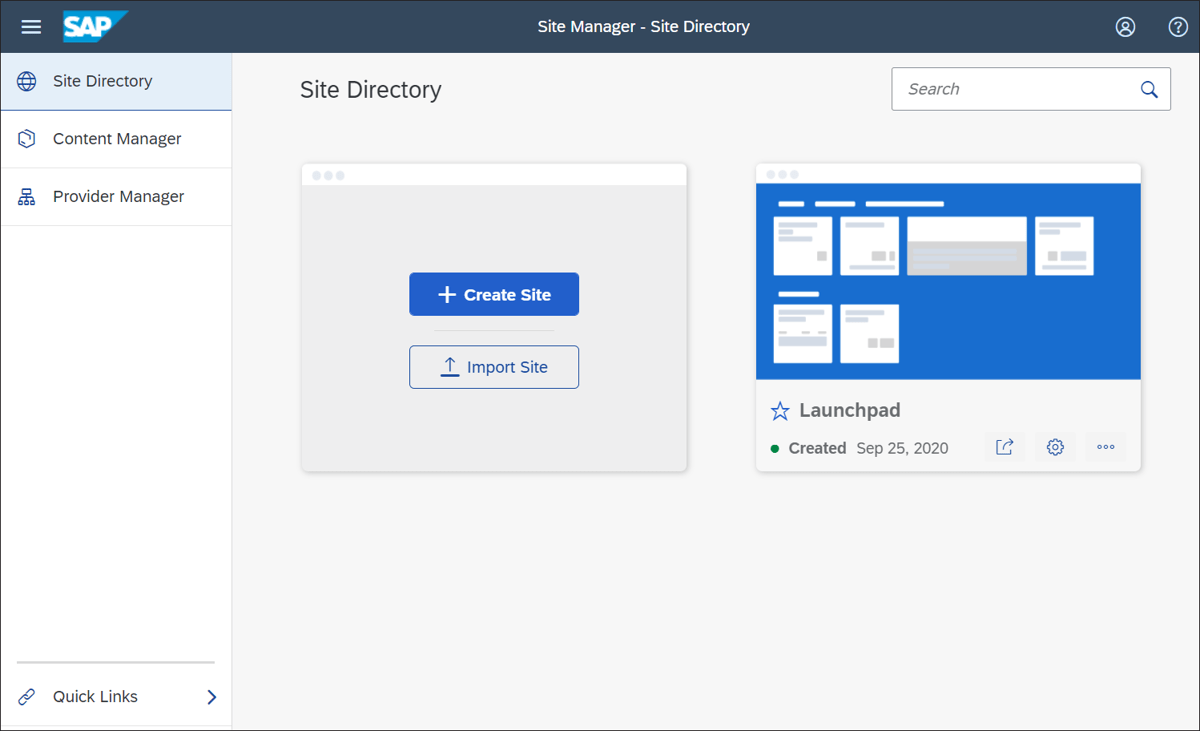 SAP
Site Manager - Site Directory
Site Directory
Content Manager
Provider Manager
Quick Links
Site Directory
Search
Create Site
Import Site
Launchpad
Created Sep 25, 2020